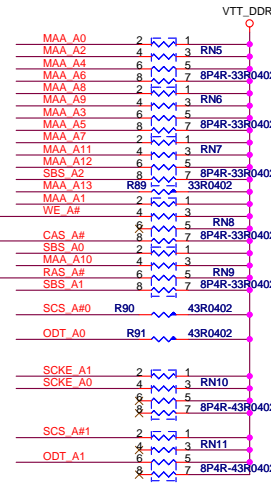 VTT_DDR
MAA_A0 2 1
MAA_A2 4 3 RN5
MAA_A4 6 5
MAA_A6 8 7 8P4R-33R0402
MAA_A8 2 1
MAA_A9 4 3 RN6
MAA_A3 6 5
MAA_A5 8 7 8P4R-33R0402
MAA_A7 2 1
MAA_A11 4 3 RN7
MAA_A12 6 5
SBS_A2 8 7 8P4R-33R0402
MAA_A13 R89 33R0402
MAA_A1 2 1
WE_A# 4 3
6 5 RN8
CAS_A# 8 7 8P4R-33R0402
SBS_A0 2 1
MAA_A10 4 3
RAS_A# 6 5 RN9
SBS_A1 8 7 8P4R-33R0402
SCS_A#0 R90 43R0402
ODT_A0 R91 43R0402
SCKE_A1 2 1
SCKE_A0 4 3 RN10
6 5
8 7 8P4R-43R0402
SCS_A#1 2 1
4 3 RN11
ODT_A1 6 5
8 7 8P4R-43R0402